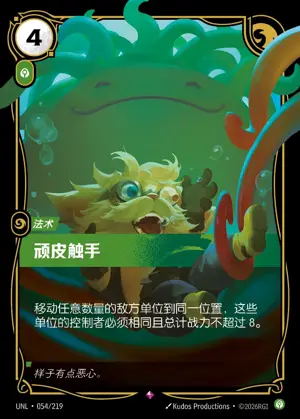 4
法术
顽皮触手
移动任意数量的敌方单位到同一位置，这些
单位的控制者必须相同且总计战力不超过 8。
样子有点恶心。
UNL • 054/219
Kudos Productions
©2026RGI